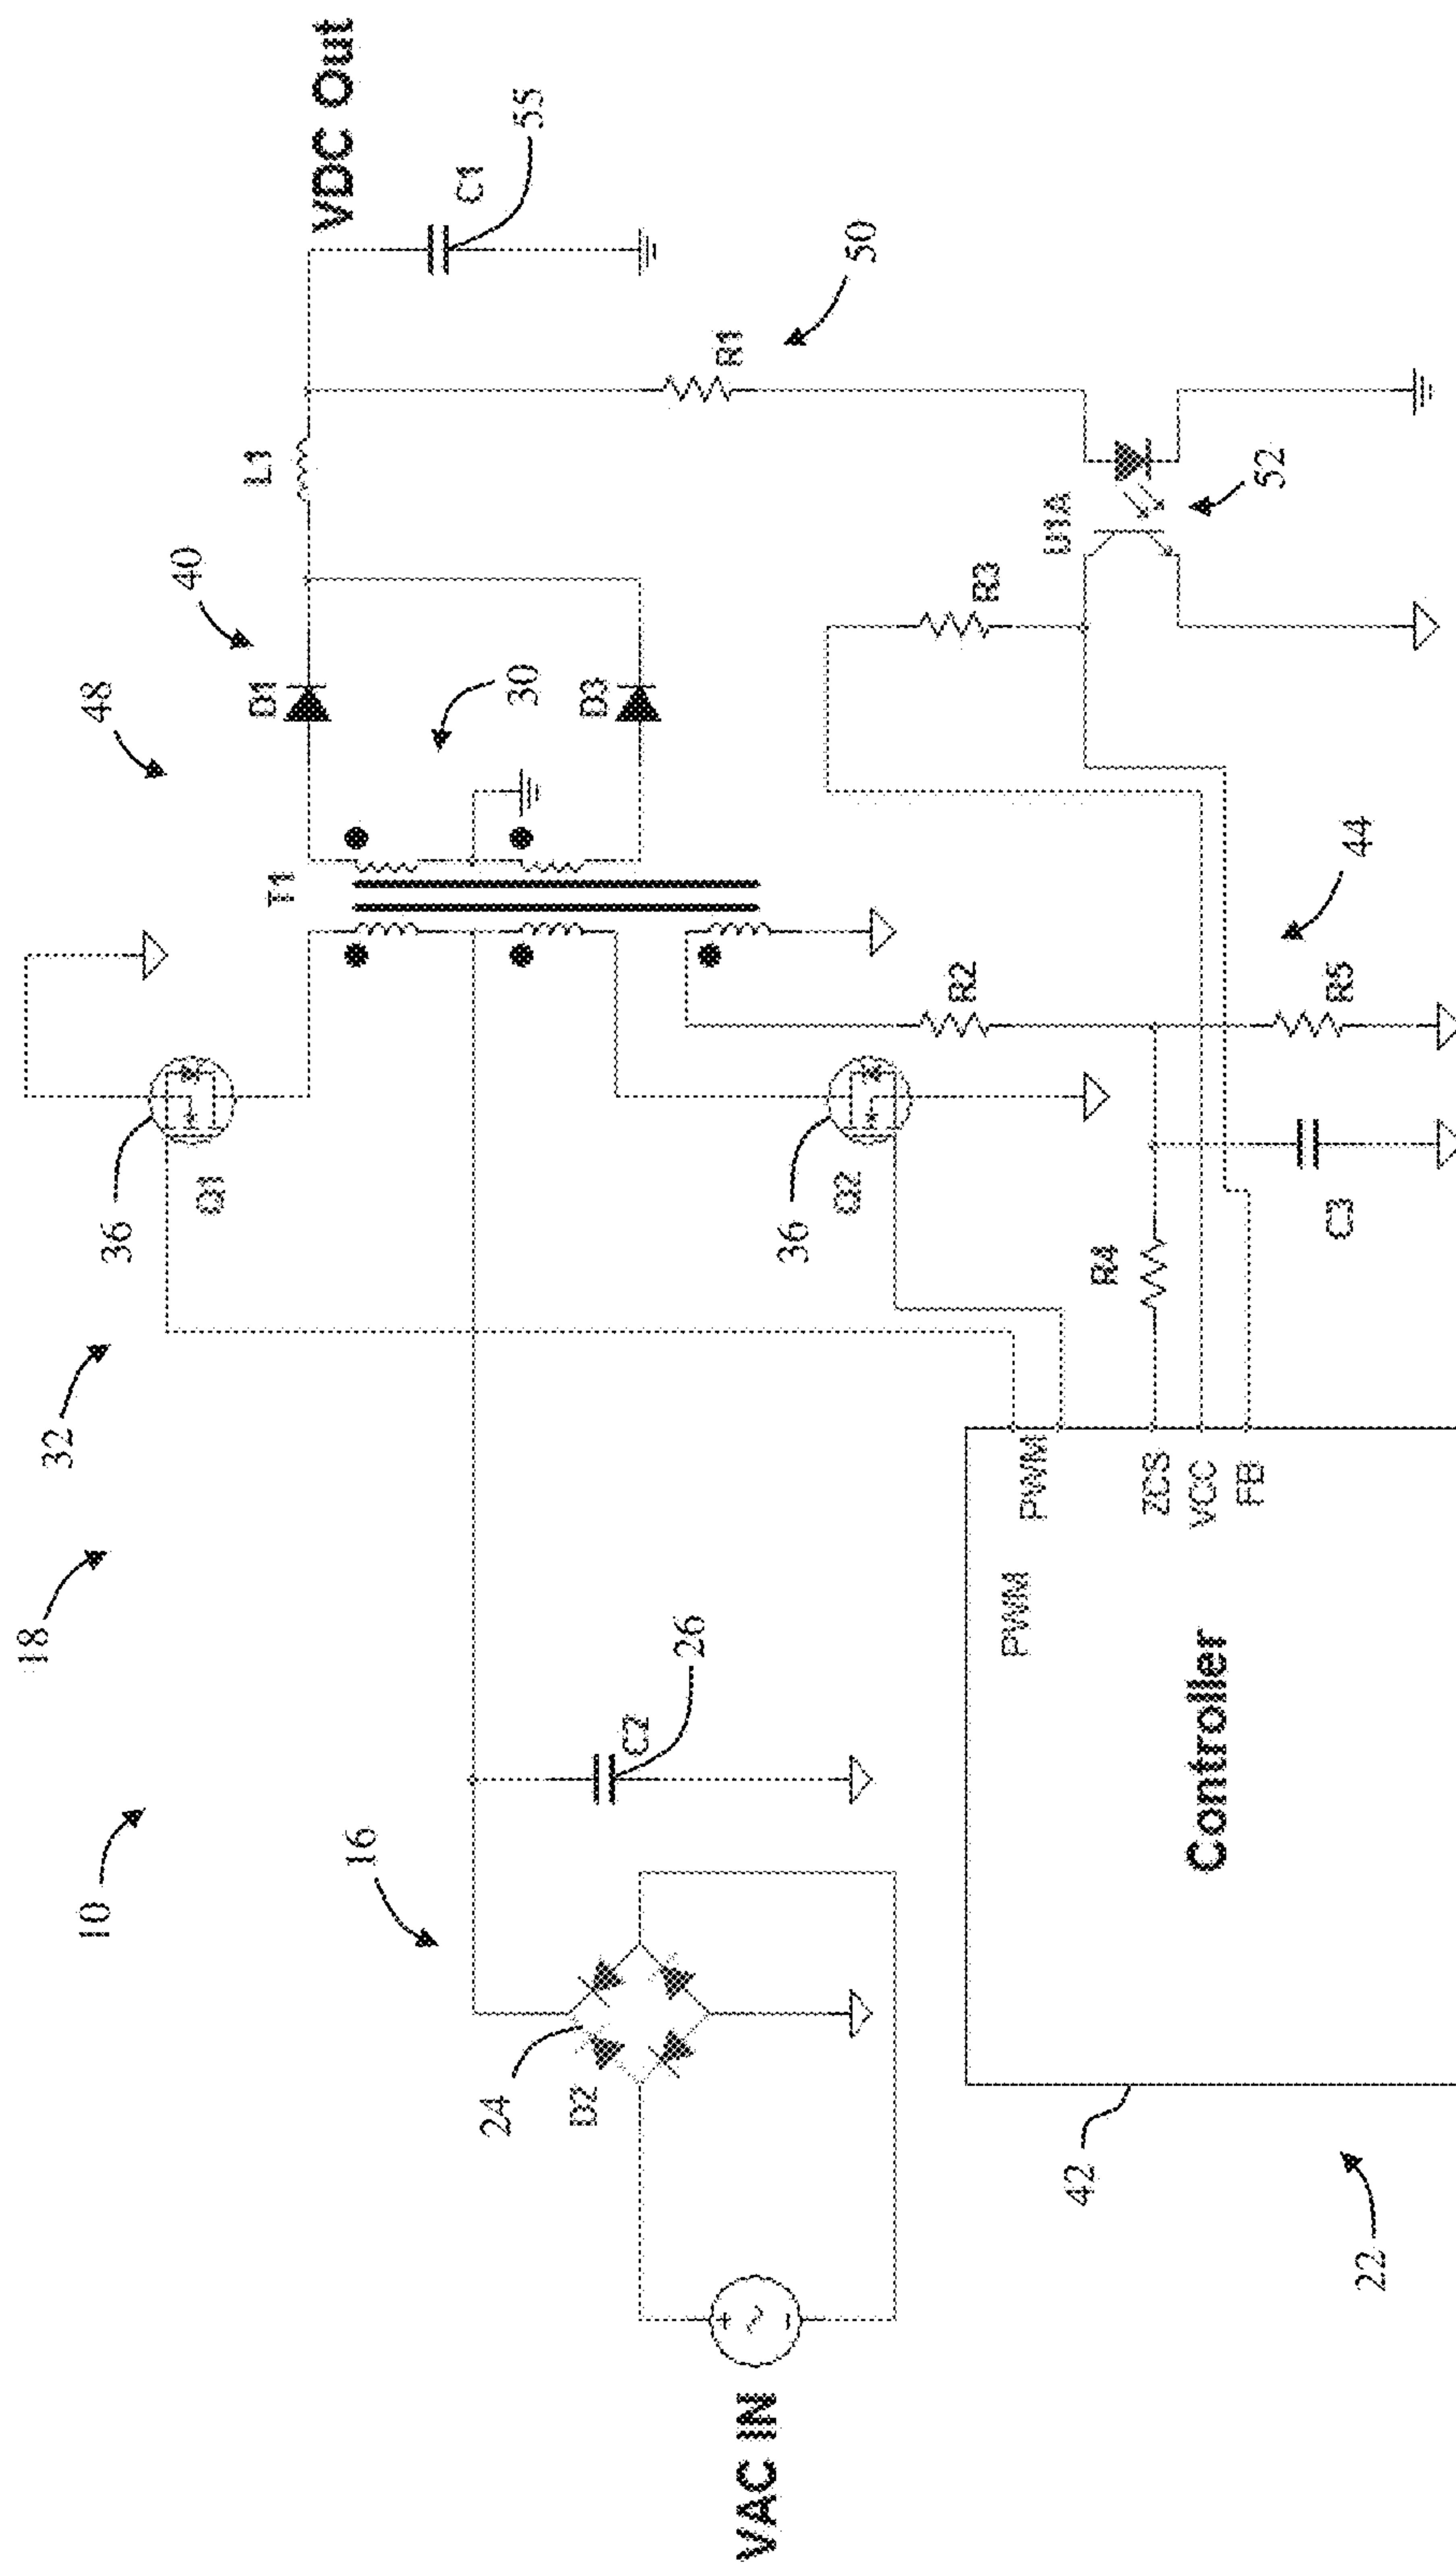 VAC IN
VDC Out
10
16
18
22
24
D2
26
C2
32
36
Q1
36
Q2
T1
48
40
D1
30
D3
L1
C1
55
50
R1
52
U1A
R3
44
R2
R5
R4
C3
42
Controller
PWM
PWM
ZCS
VCC
FB